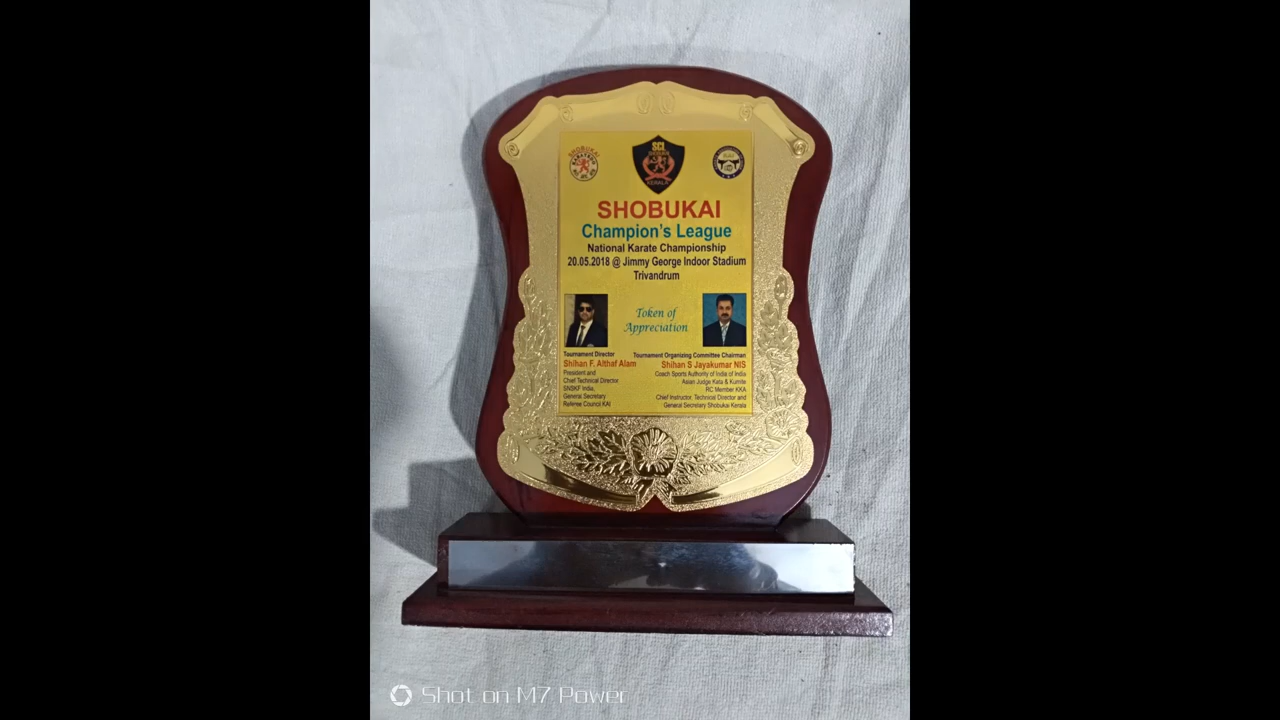 SHOBUKAI
SCL
KERALA
SHOBUKAI
Champion's League
National Karate Championship
20.05.2018 @ Jimmy George Indoor Stadium
Trivandrum
Token of
Appreciation
Tournament Director
Shihan F. Althaf Alam
President and
Chief Technical Director
SNSKF India,
General Secretary
Referee Council KAI
Tournament Organizing Committee Chairman
Shihan S Jayakumar NIS
Coach Sports Authority of India of India
Asian Judge Kata & Kumite
RC Member KKA
Chief Instructor, Technical Director and
General Secretary Shobukai Kerala
Shot on M7 Power